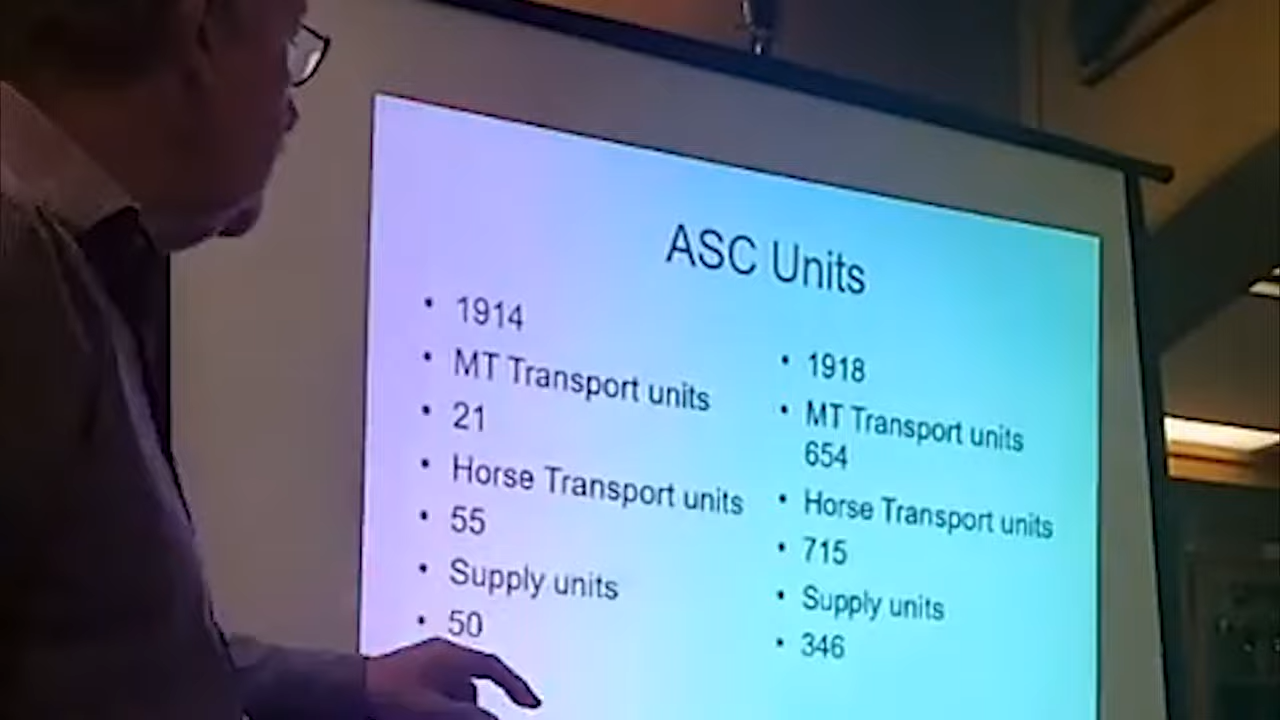 ASC Units
• 1914
• MT Transport units
• 21
• Horse Transport units
• 55
• Supply units
• 50
• 1918
• MT Transport units
654
• Horse Transport units
• 715
• Supply units
• 346